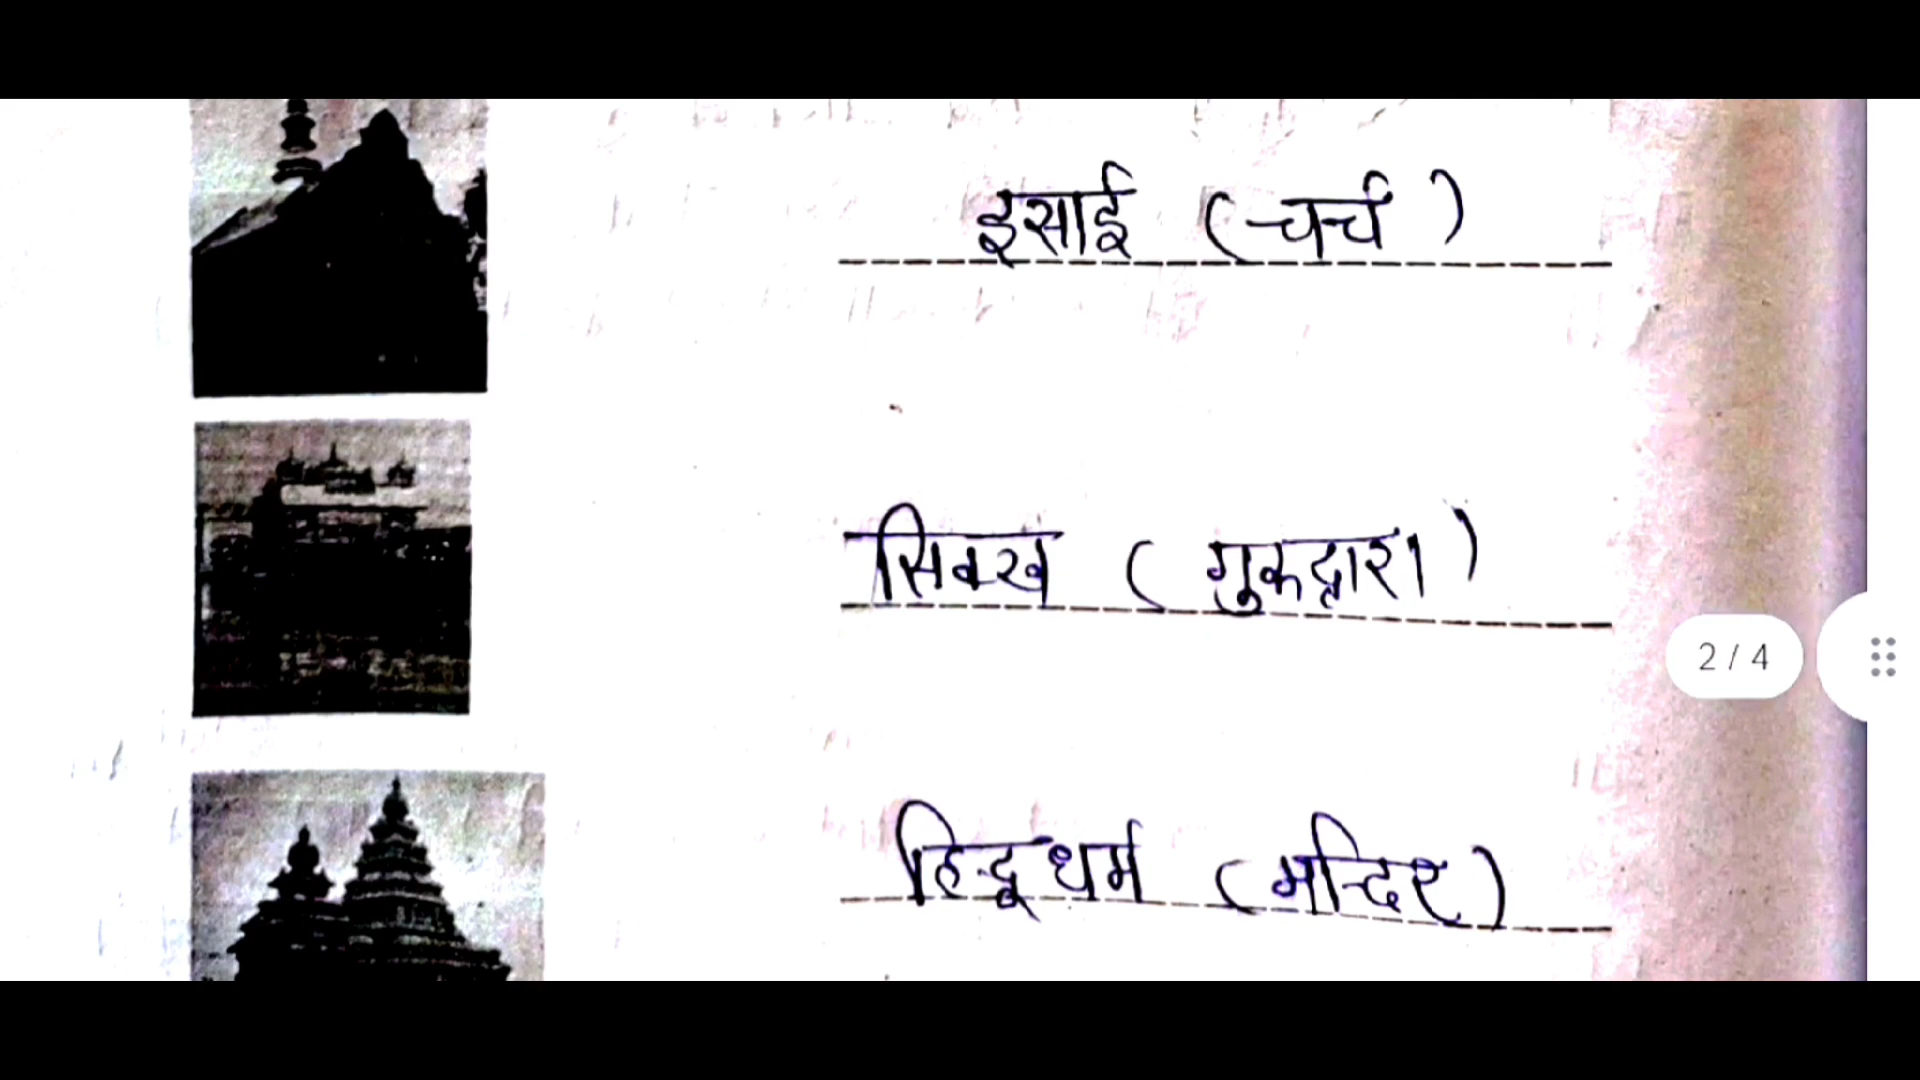 इसाई (चर्च)
सिक्ख (गुरूद्वारा)
2 / 4
हिन्दू धर्म (मन्दिर)